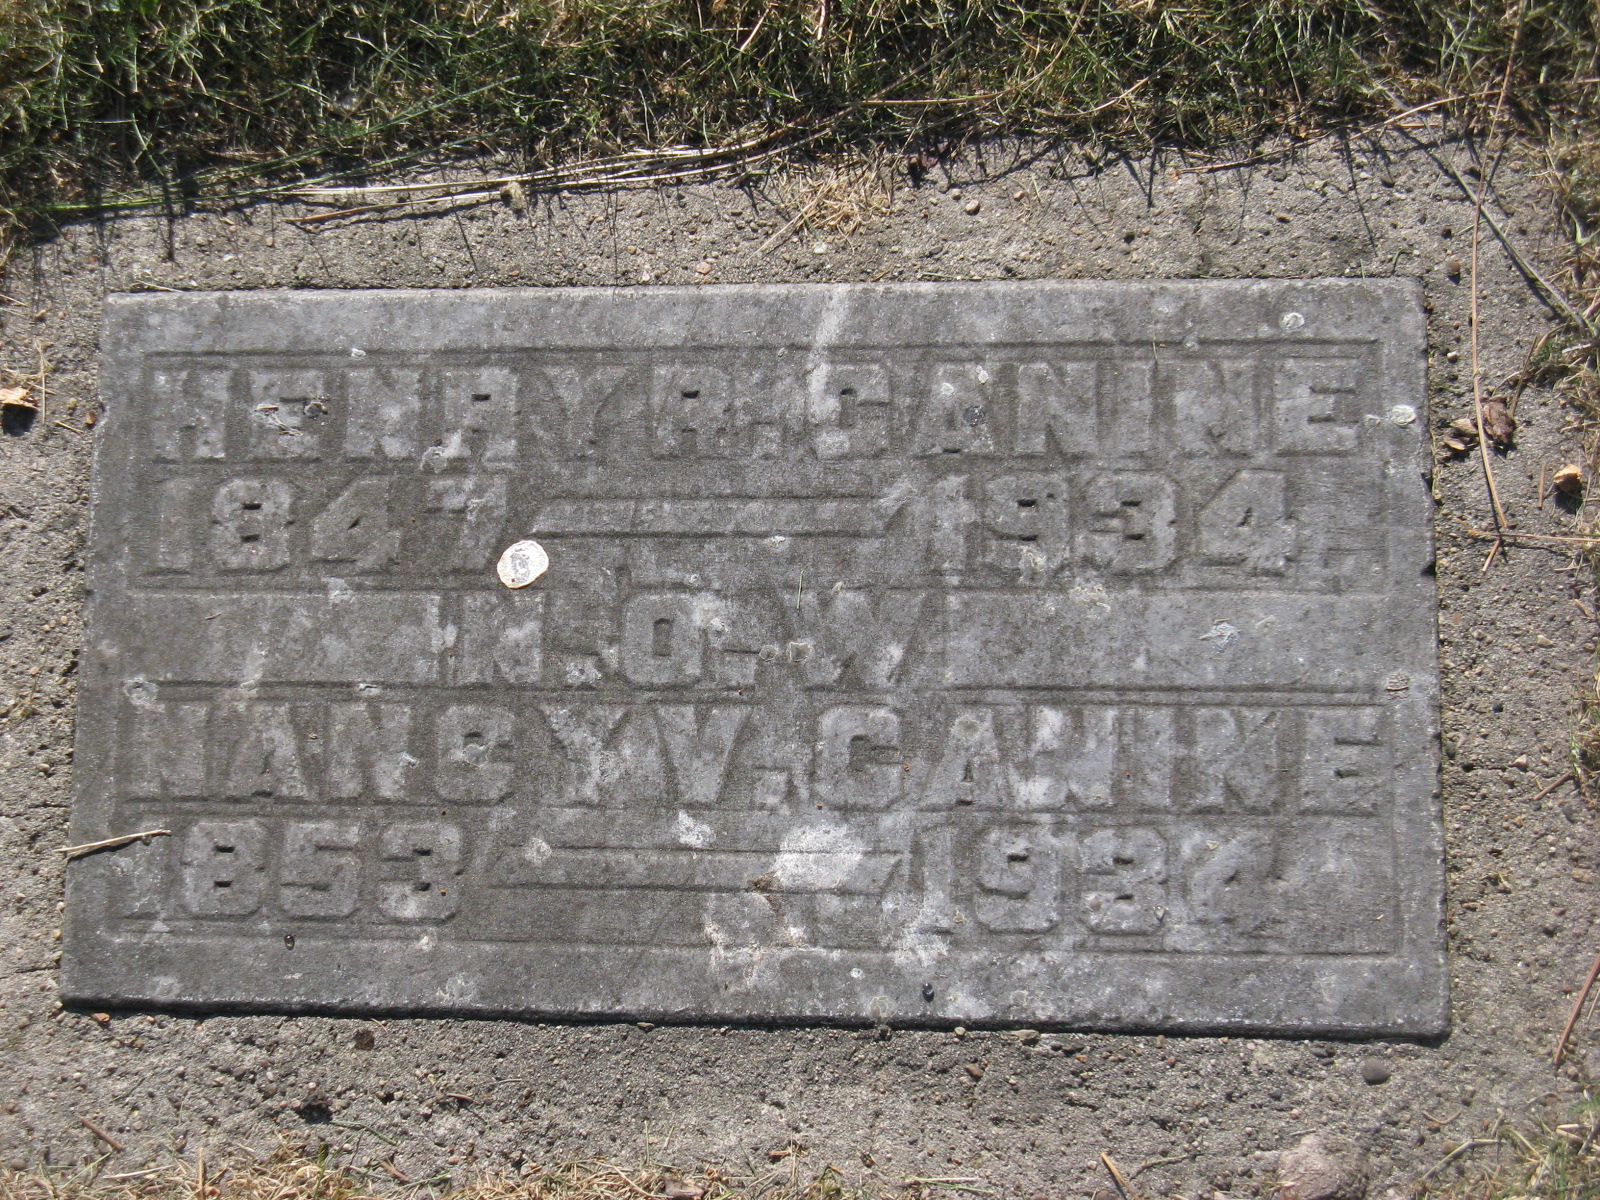 HENRY R. CANINE
1847 — 1934
N.O.W
NANCY V. CANINE
1853 — 1934